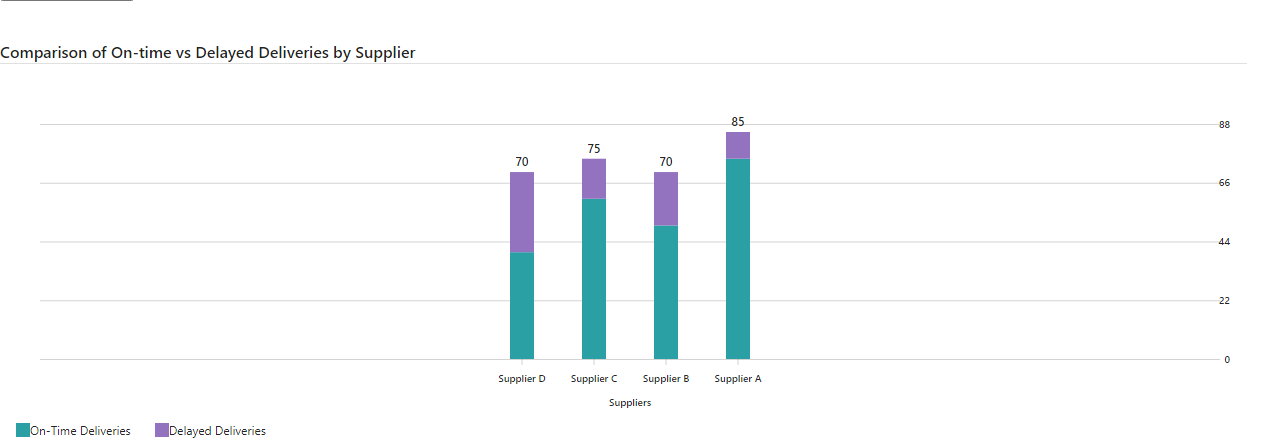 Comparison of On-time vs Delayed Deliveries by Supplier
85
75
70
70
88
66
44
22
0
Supplier D Supplier C Supplier B Supplier A
Suppliers
On-Time Deliveries Delayed Deliveries